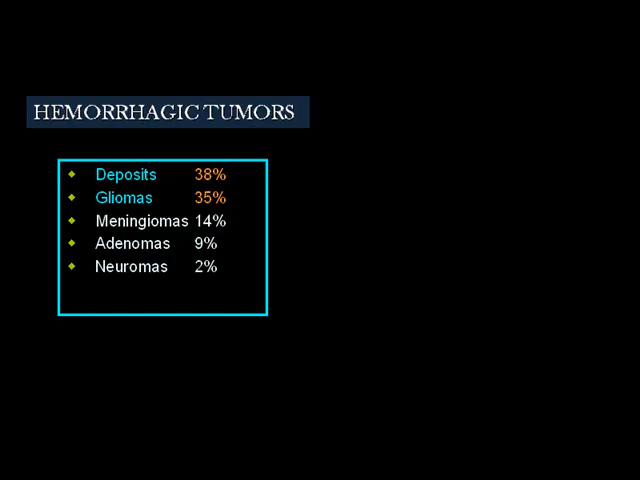 HEMORRHAGIC TUMORS
Deposits 38%
Gliomas 35%
Meningiomas 14%
Adenomas 9%
Neuromas 2%